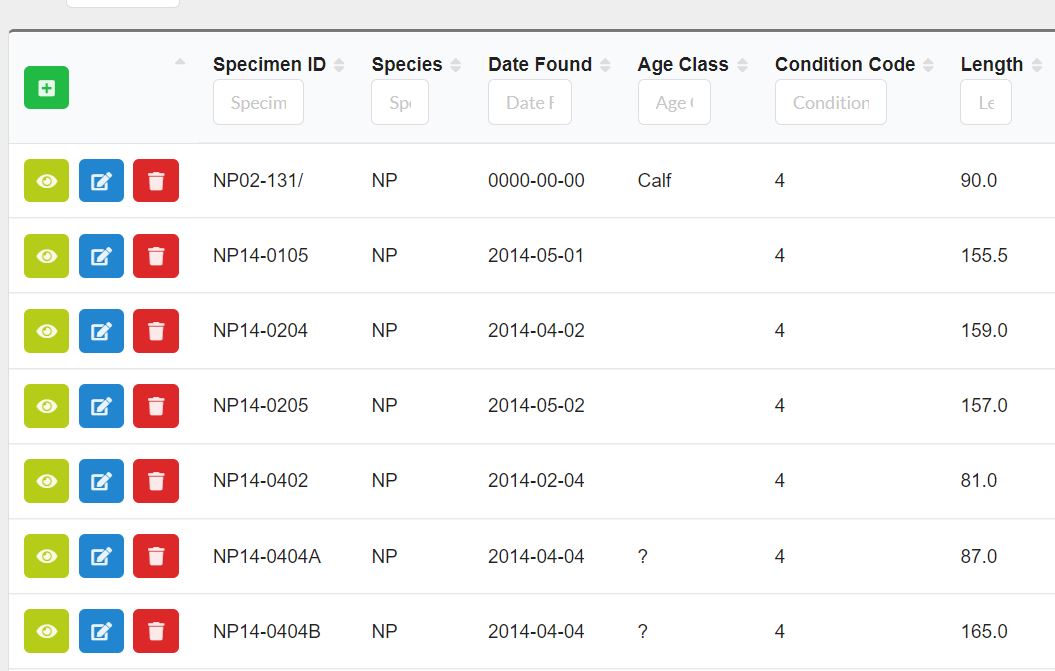 Specimen ID Species Date Found Age Class Condition Code Length
Specim Spe Date F Age Condition Le
NP02-131/ NP 0000-00-00 Calf 4 90.0
NP14-0105 NP 2014-05-01 4 155.5
NP14-0204 NP 2014-04-02 4 159.0
NP14-0205 NP 2014-05-02 4 157.0
NP14-0402 NP 2014-02-04 4 81.0
NP14-0404A NP 2014-04-04 ? 4 87.0
NP14-0404B NP 2014-04-04 ? 4 165.0